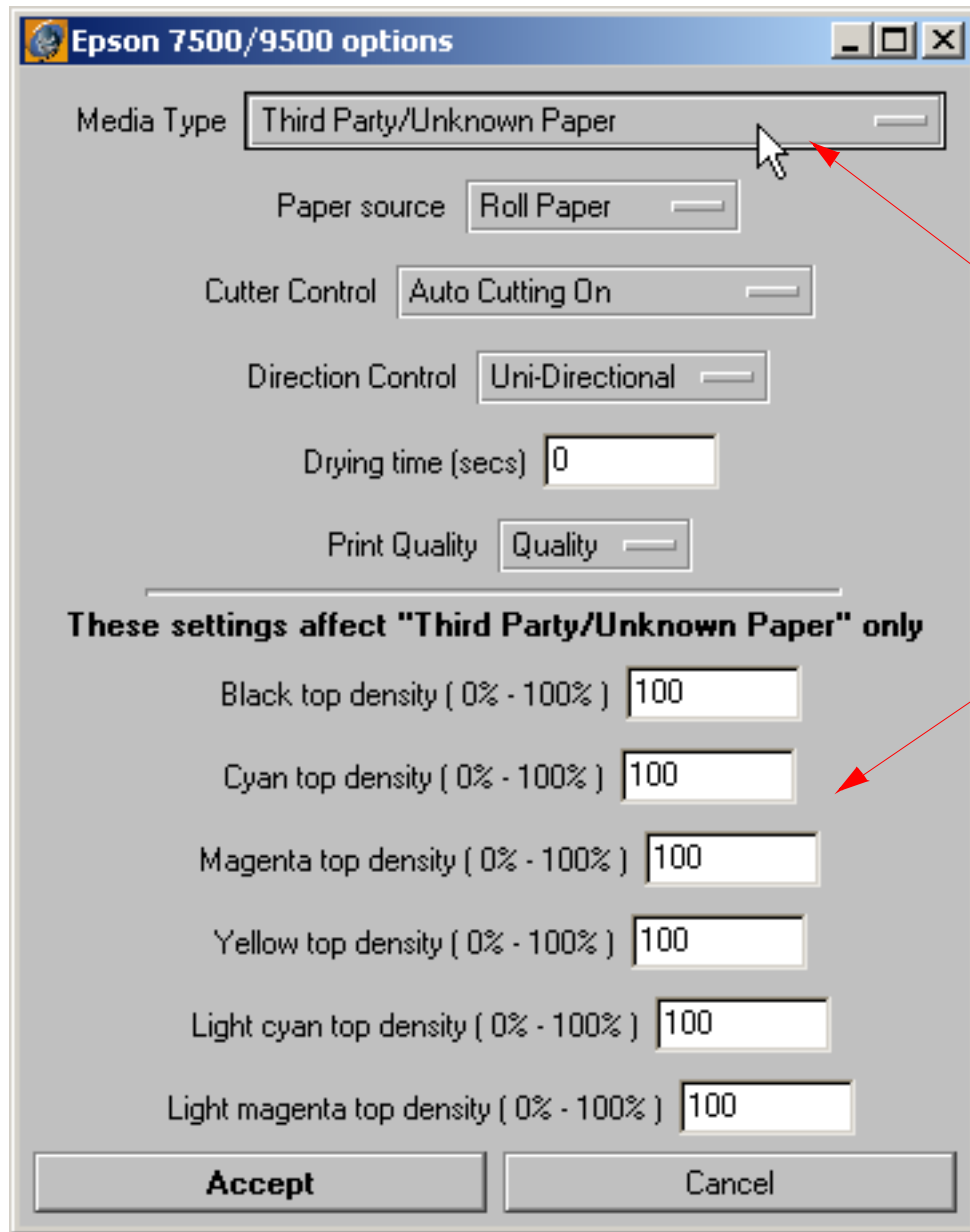 Epson 7500/9500 options
Media Type Third Party/Unknown Paper
Paper source Roll Paper
Cutter Control Auto Cutting On
Direction Control Uni-Directional
Drying time (secs) 0
Print Quality Quality
These settings affect "Third Party/Unknown Paper" only
Black top density ( 0% - 100% ) 100
Cyan top density ( 0% - 100% ) 100
Magenta top density ( 0% - 100% ) 100
Yellow top density ( 0% - 100% ) 100
Light cyan top density ( 0% - 100% ) 100
Light magenta top density ( 0% - 100% ) 100
Accept Cancel